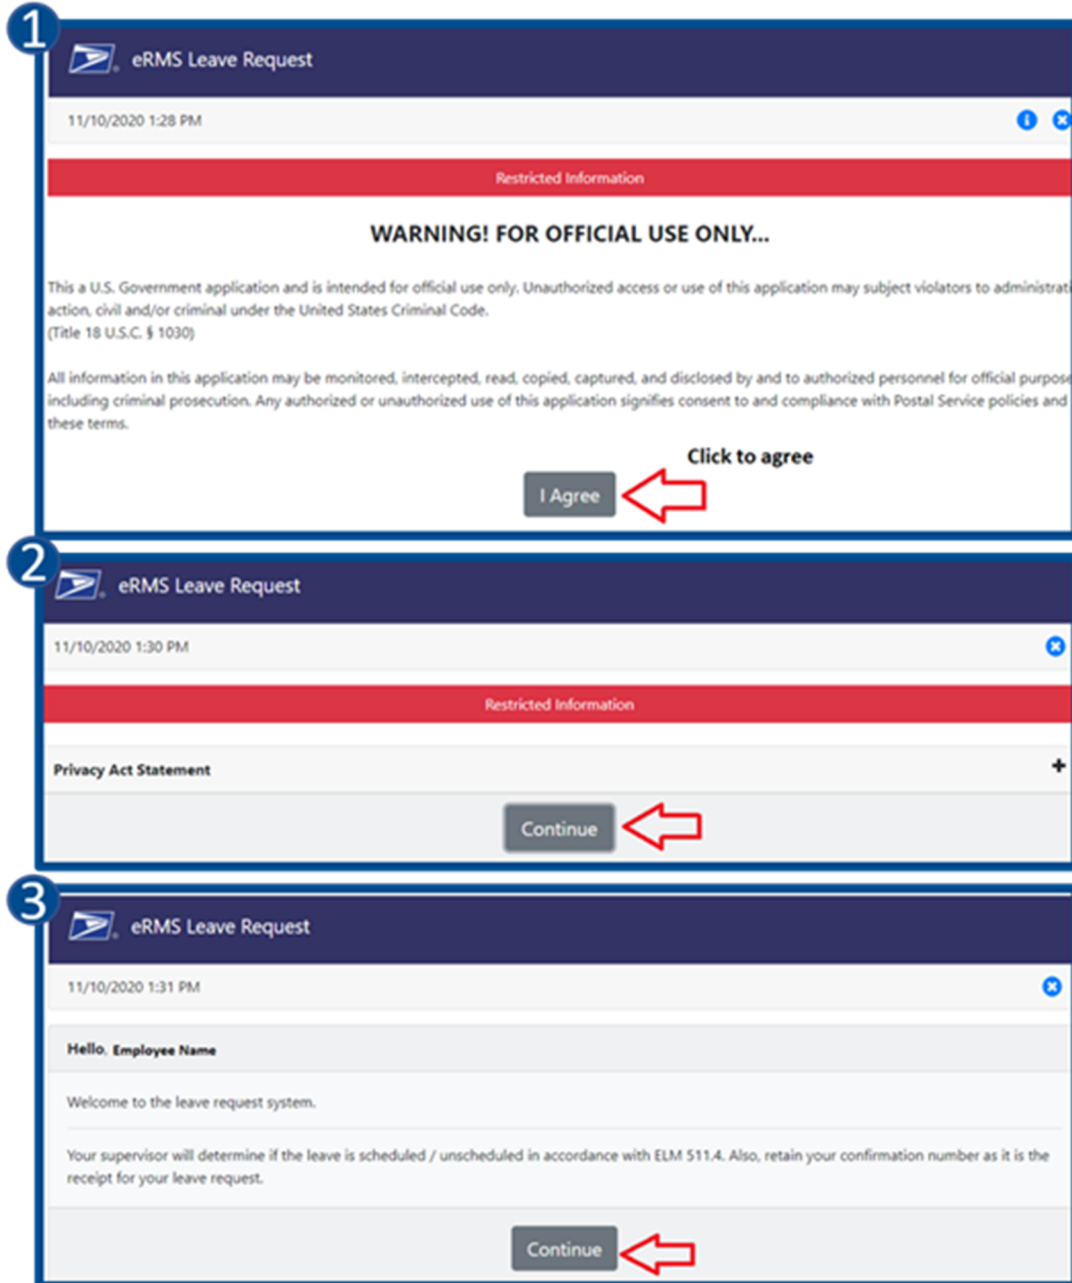 1
eRMS Leave Request
11/10/2020 1:28 PM
Restricted Information
WARNING! FOR OFFICIAL USE ONLY...
This a U.S. Government application and is intended for official use only. Unauthorized access or use of this application may subject violators to administrati
action, civil and/or criminal under the United States Criminal Code.
(Title 18 U.S.C. § 1030)
All information in this application may be monitored, intercepted, read, copied, captured, and disclosed by and to authorized personnel for official purpose
including criminal prosecution. Any authorized or unauthorized use of this application signifies consent to and compliance with Postal Service policies and
these terms.
Click to agree
I Agree
2
eRMS Leave Request
11/10/2020 1:30 PM
Restricted Information
Privacy Act Statement
Continue
3
eRMS Leave Request
11/10/2020 1:31 PM
Hello, Employee Name
Welcome to the leave request system.
Your supervisor will determine if the leave is scheduled / unscheduled in accordance with ELM 511.4. Also, retain your confirmation number as it is the
receipt for your leave request.
Continue